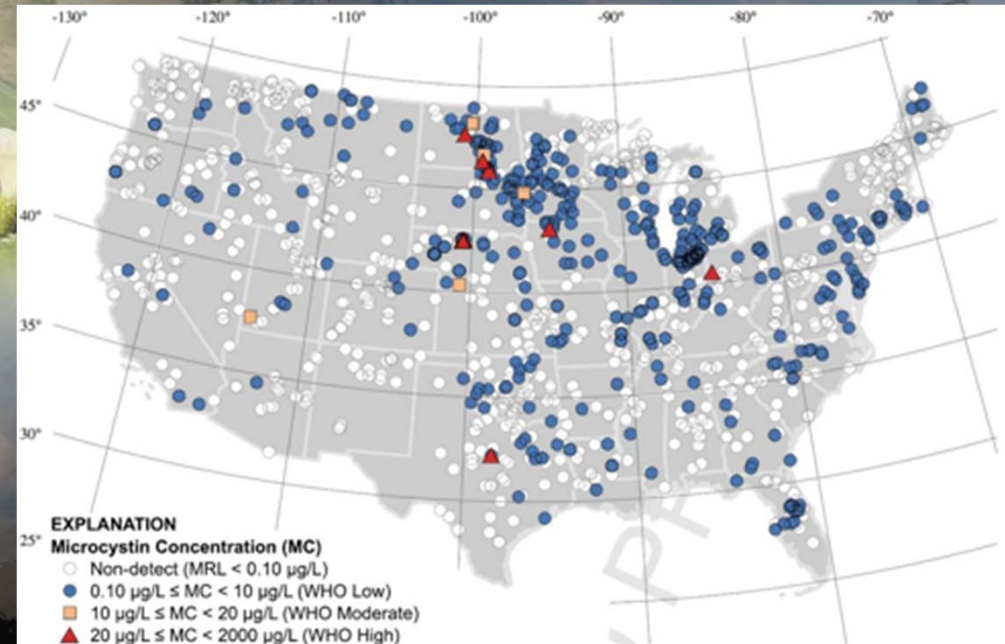 -130° -120° -110° -100° -90° -80° -70°
45°
40°
35°
30°
25°
EXPLANATION
Microcystin Concentration (MC)
Non-detect (MRL < 0.10 µg/L)
0.10 µg/L ≤ MC < 10 µg/L (WHO Low)
10 µg/L ≤ MC < 20 µg/L (WHO Moderate)
20 µg/L ≤ MC < 2000 µg/L (WHO High)